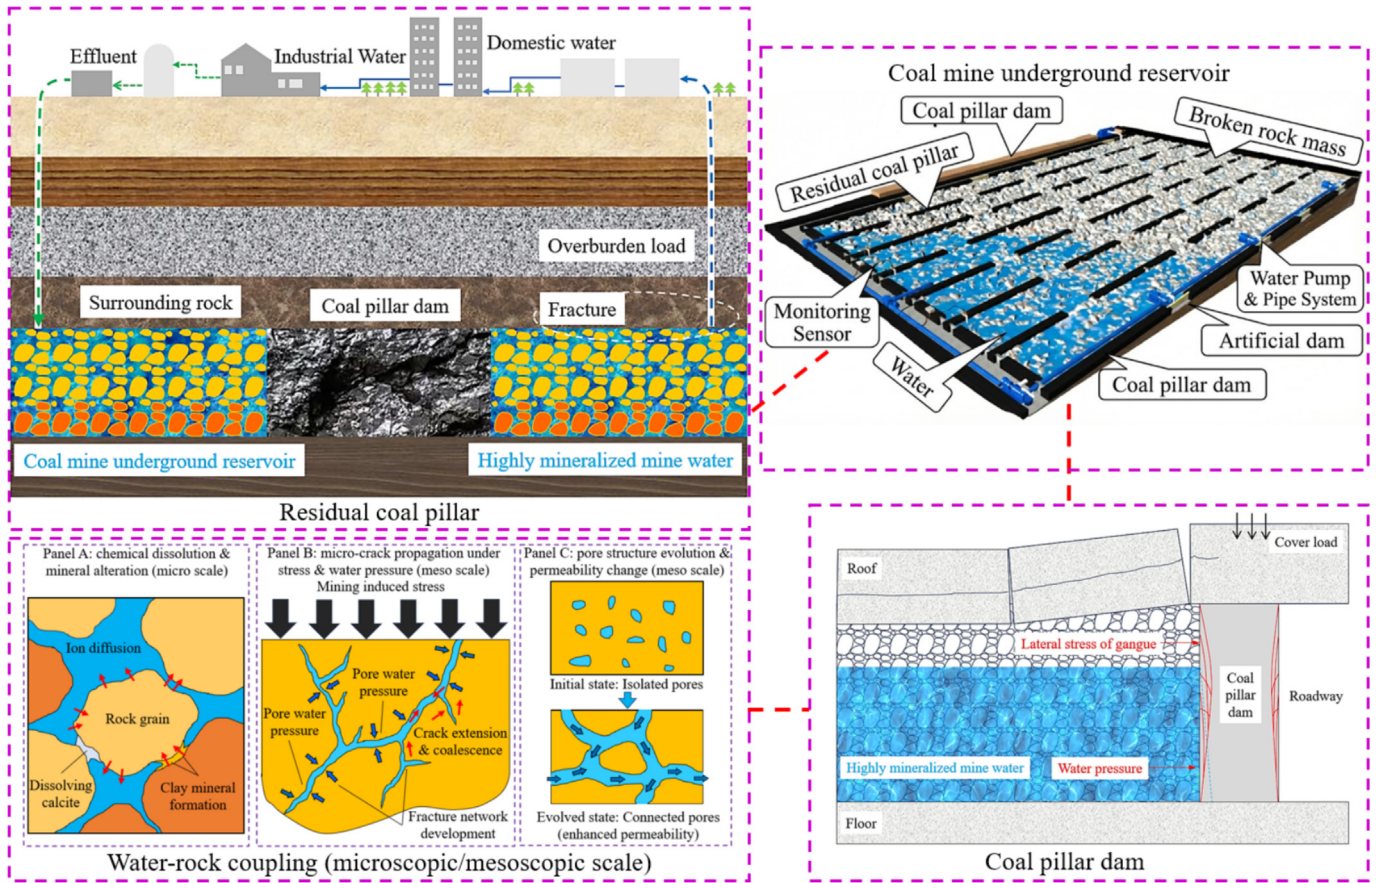 Effluent
Industrial Water
Domestic water
Overburden load
Surrounding rock
Coal pillar dam
Fracture
Coal mine underground reservoir
Highly mineralized mine water
Residual coal pillar
Coal mine underground reservoir
Coal pillar dam
Broken rock mass
Residual coal pillar
Monitoring
Sensor
Water
Water Pump
& Pipe System
Artificial dam
Coal pillar dam
Panel A: chemical dissolution &
mineral alteration (micro scale)
Ion diffusion
Rock grain
Dissolving
calcite
Clay mineral
formation
Panel B: micro-crack propagation under
stress & water pressure (meso scale)
Mining induced stress
Pore water
pressure
Pore water
pressure
Crack extension
& coalescence
Fracture network
development
Panel C: pore structure evolution &
permeability change (meso scale)
Initial state: Isolated pores
Evolved state: Connected pores
(enhanced permeability)
Water-rock coupling (microscopic/mesoscopic scale)
Cover load
Roof
Lateral stress of gangue
Coal
pillar
dam
Roadway
Highly mineralized mine water
Water pressure
Floor
Coal pillar dam